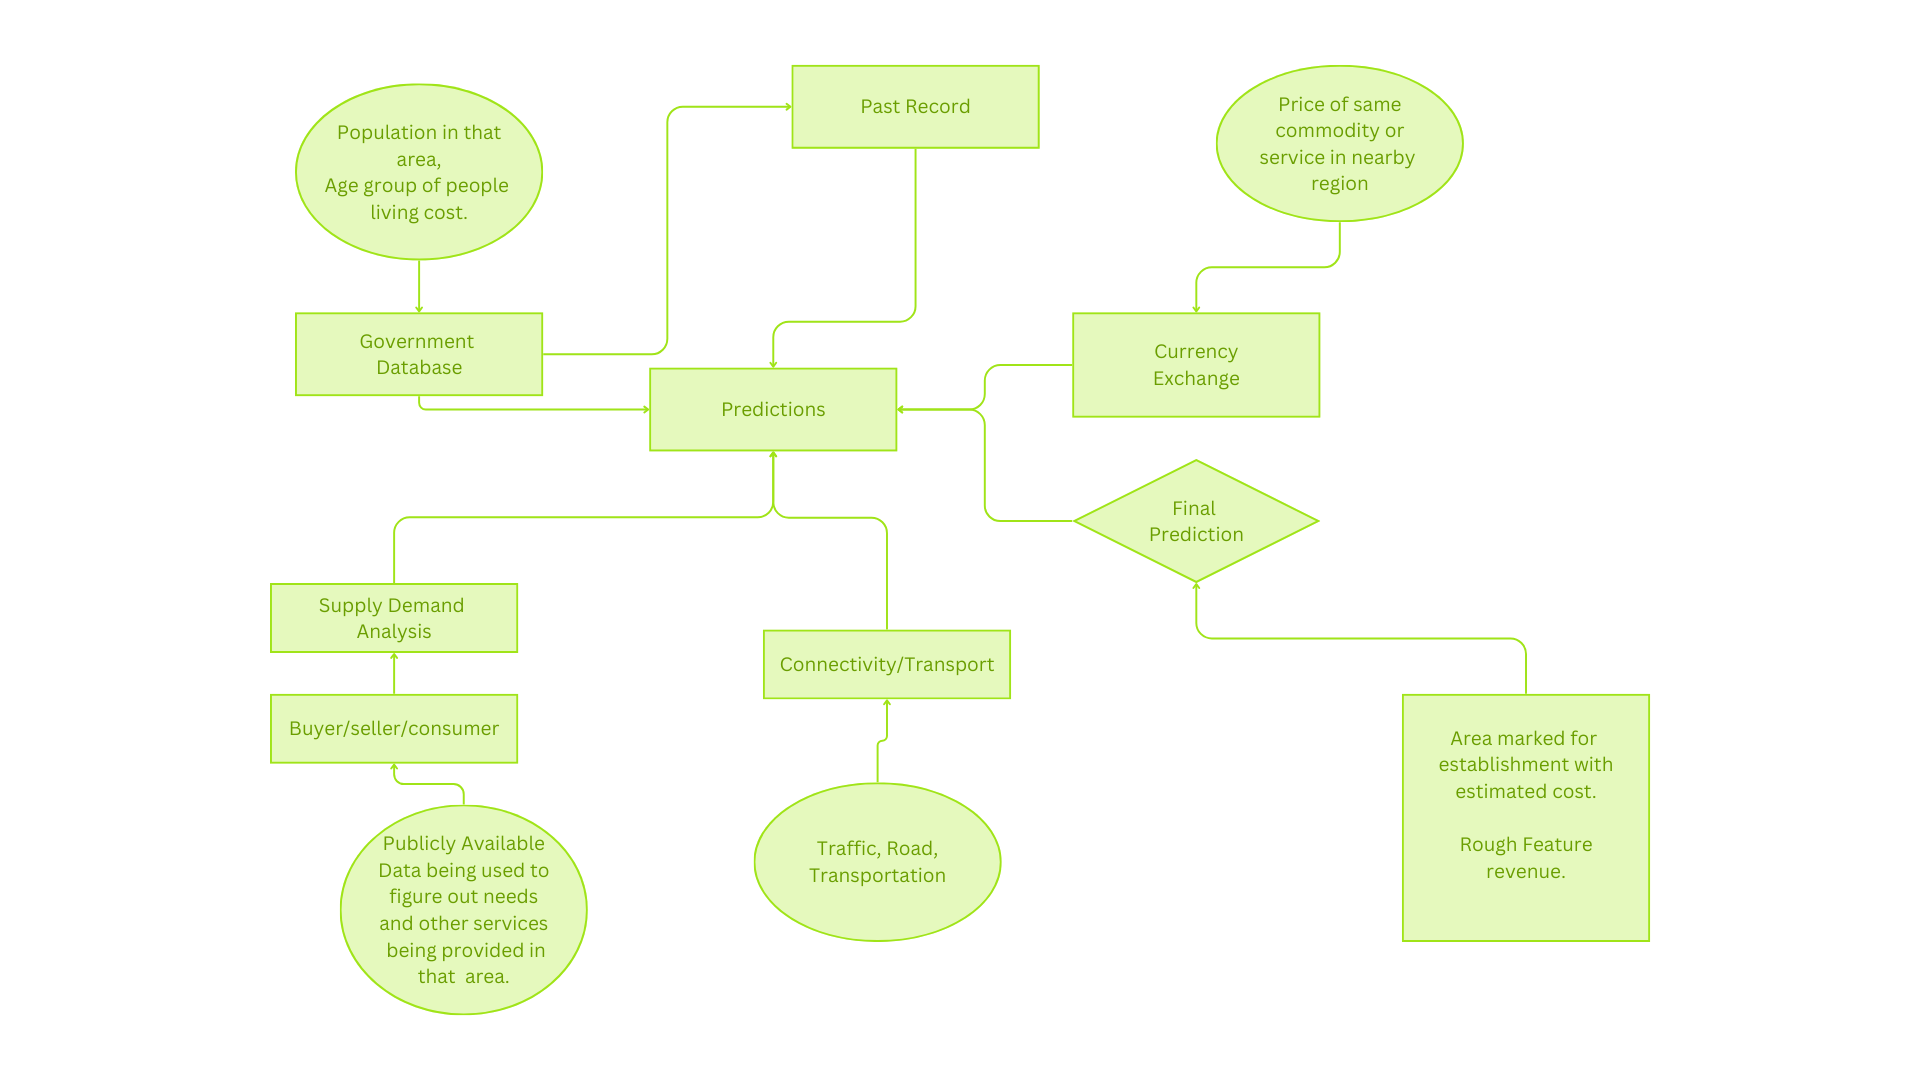 Population in that
area,
Age group of people
living cost.
Past Record
Price of same
commodity or
service in nearby
region
Government
Database
Predictions
Currency
Exchange
Final
Prediction
Supply Demand
Analysis
Buyer/seller/consumer
Connectivity/Transport
Area marked for
establishment with
estimated cost.
Rough Feature
revenue.
Publicly Available
Data being used to
figure out needs
and other services
being provided in
that  area.
Traffic, Road,
Transportation